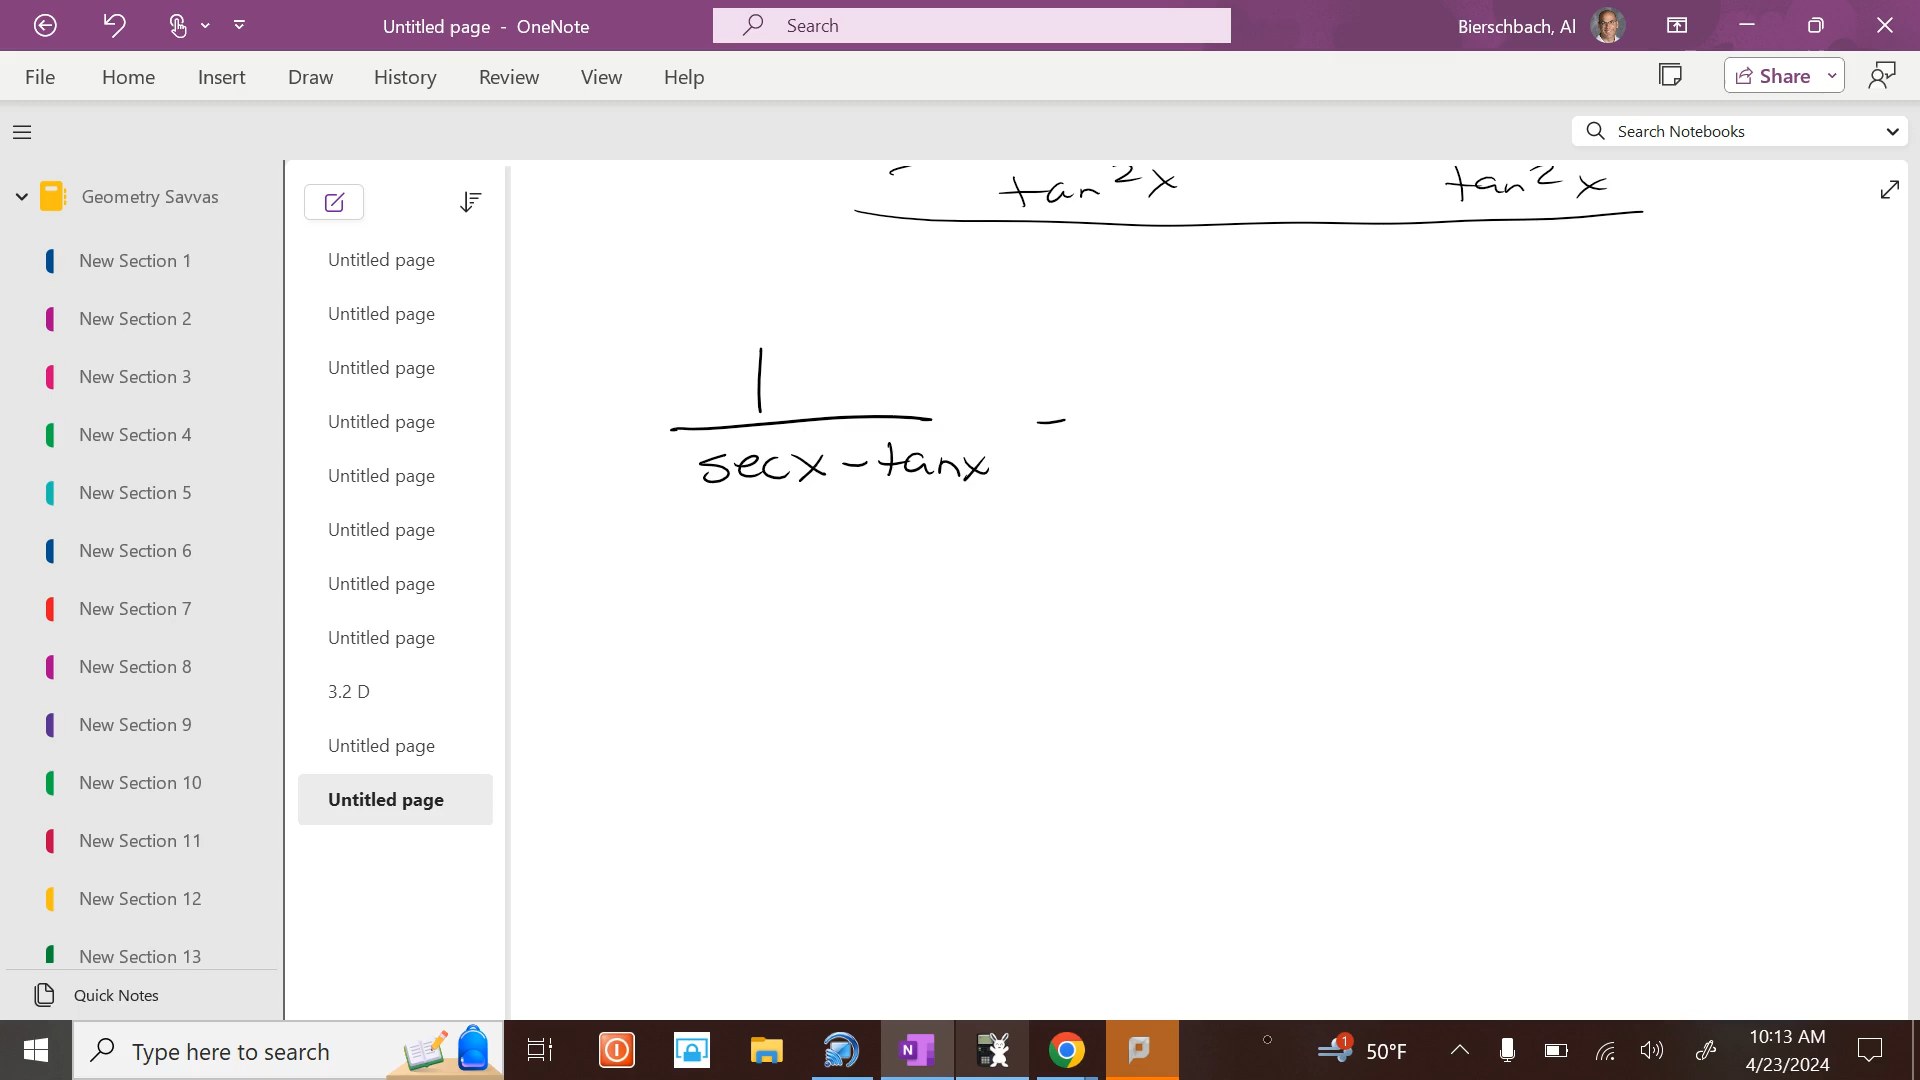 Untitled page - OneNote
Search
Bierschbach, Al
File Home Insert Draw History Review View Help
Share
Search Notebooks
Geometry Savvas
New Section 1
New Section 2
New Section 3
New Section 4
New Section 5
New Section 6
New Section 7
New Section 8
New Section 9
New Section 10
New Section 11
New Section 12
New Section 13
Quick Notes
Untitled page
Untitled page
Untitled page
Untitled page
Untitled page
Untitled page
Untitled page
Untitled page
3.2 D
Untitled page
Untitled page
tan²x tan²x
1
secx - tanx
Type here to search
1
50°F
10:13 AM
4/23/2024